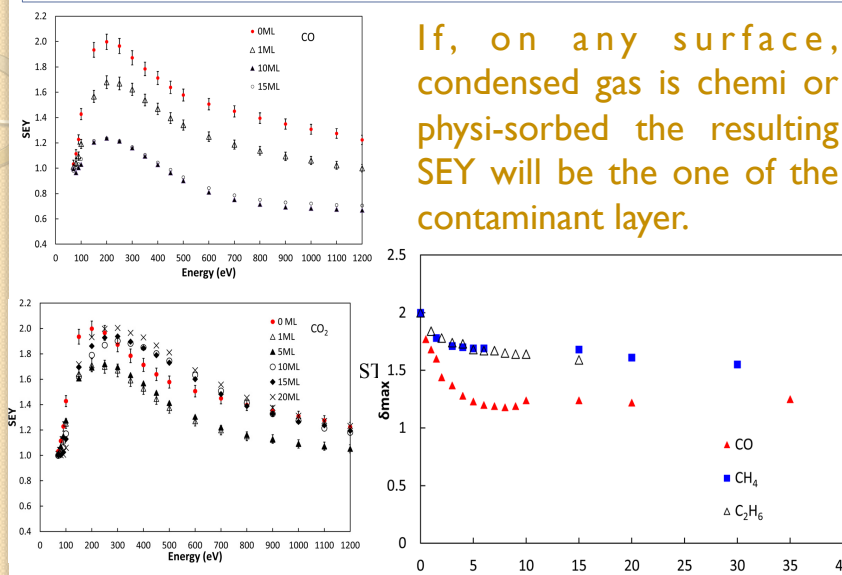 2.2
2.0
1.8
1.6
1.4
1.2
1.0
0.8
0.6
0.4
SEY
0 100 200 300 400 500 600 700 800 900 1000 1100 1200
Energy (eV)
CO
0ML
1ML
10ML
15ML
If, on any surface,
condensed gas is chemi or
physi-sorbed the resulting
SEY will be the one of the
contaminant layer.
2.2
2.0
1.8
1.6
1.4
1.2
1.0
0.8
0.6
0.4
SEY
0 100 200 300 400 500 600 700 800 900 1000 1100 1200
Energy (eV)
CO₂
0 ML
1ML
5ML
10ML
15ML
20ML
2.5
2
1.5
1
0.5
0
δmax
0 5 10 15 20 25 30 35
CO
CH₄
C₂H₆